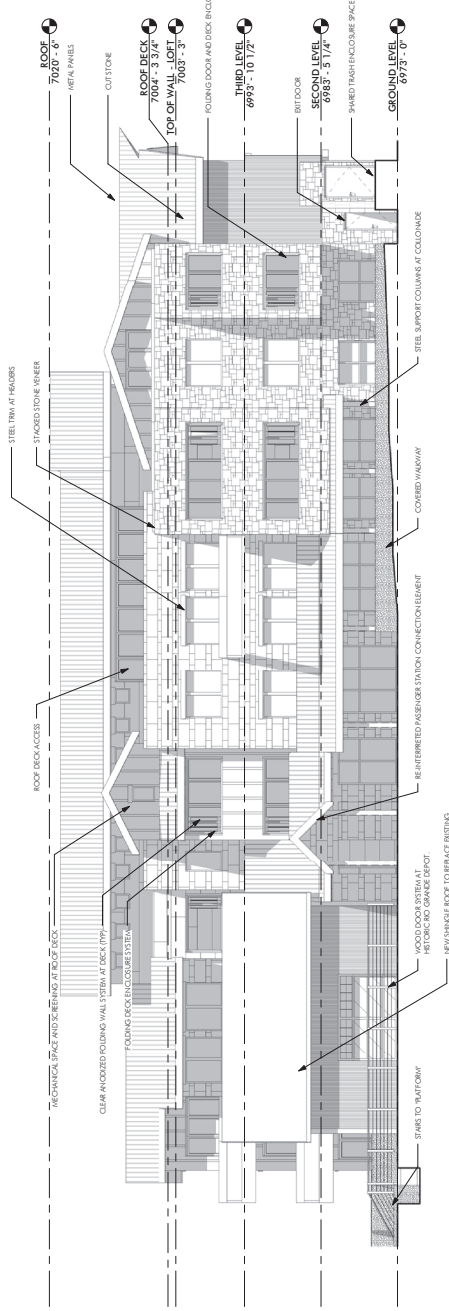 ROOF
7020' - 6"
METAL PANELS
CUT STONE
ROOF DECK
7004' - 3 3/4"
TOP OF WALL - LOFT
7003' - 3"
FOLDING DOOR AND DECK
THIRD LEVEL
6993' - 10 1/2"
EXIT DOOR
SECOND LEVEL
6983' - 5 1/4"
SHARED TRASH ENCLOSURE SPACE
GROUND LEVEL
6973' - 0"
STEEL TRIM AT HEADERS
STACKED STONE VENEER
ROOF DECK ACCESS
MECHANICAL SPACE AND SCREENING AT ROOF DECK
CLEAR ANODIZED FOLDING WALL SYSTEM AT DECK (TYP)
FOLDING DECK ENCLOSURE SYSTEM
STEEL SUPPORT COLUMNS AT COLLONADE
COVERED WALKWAY
RE-INTERPRETED PASSENGER STATION CONNECTION ELEMENT
WOOD DOOR SYSTEM AT
HISTORIC RIO GRANDE DEPOT.
NEW SHINGLE ROOF TO REPLACE EXISTING
STAIRS TO 'PLATFORM'